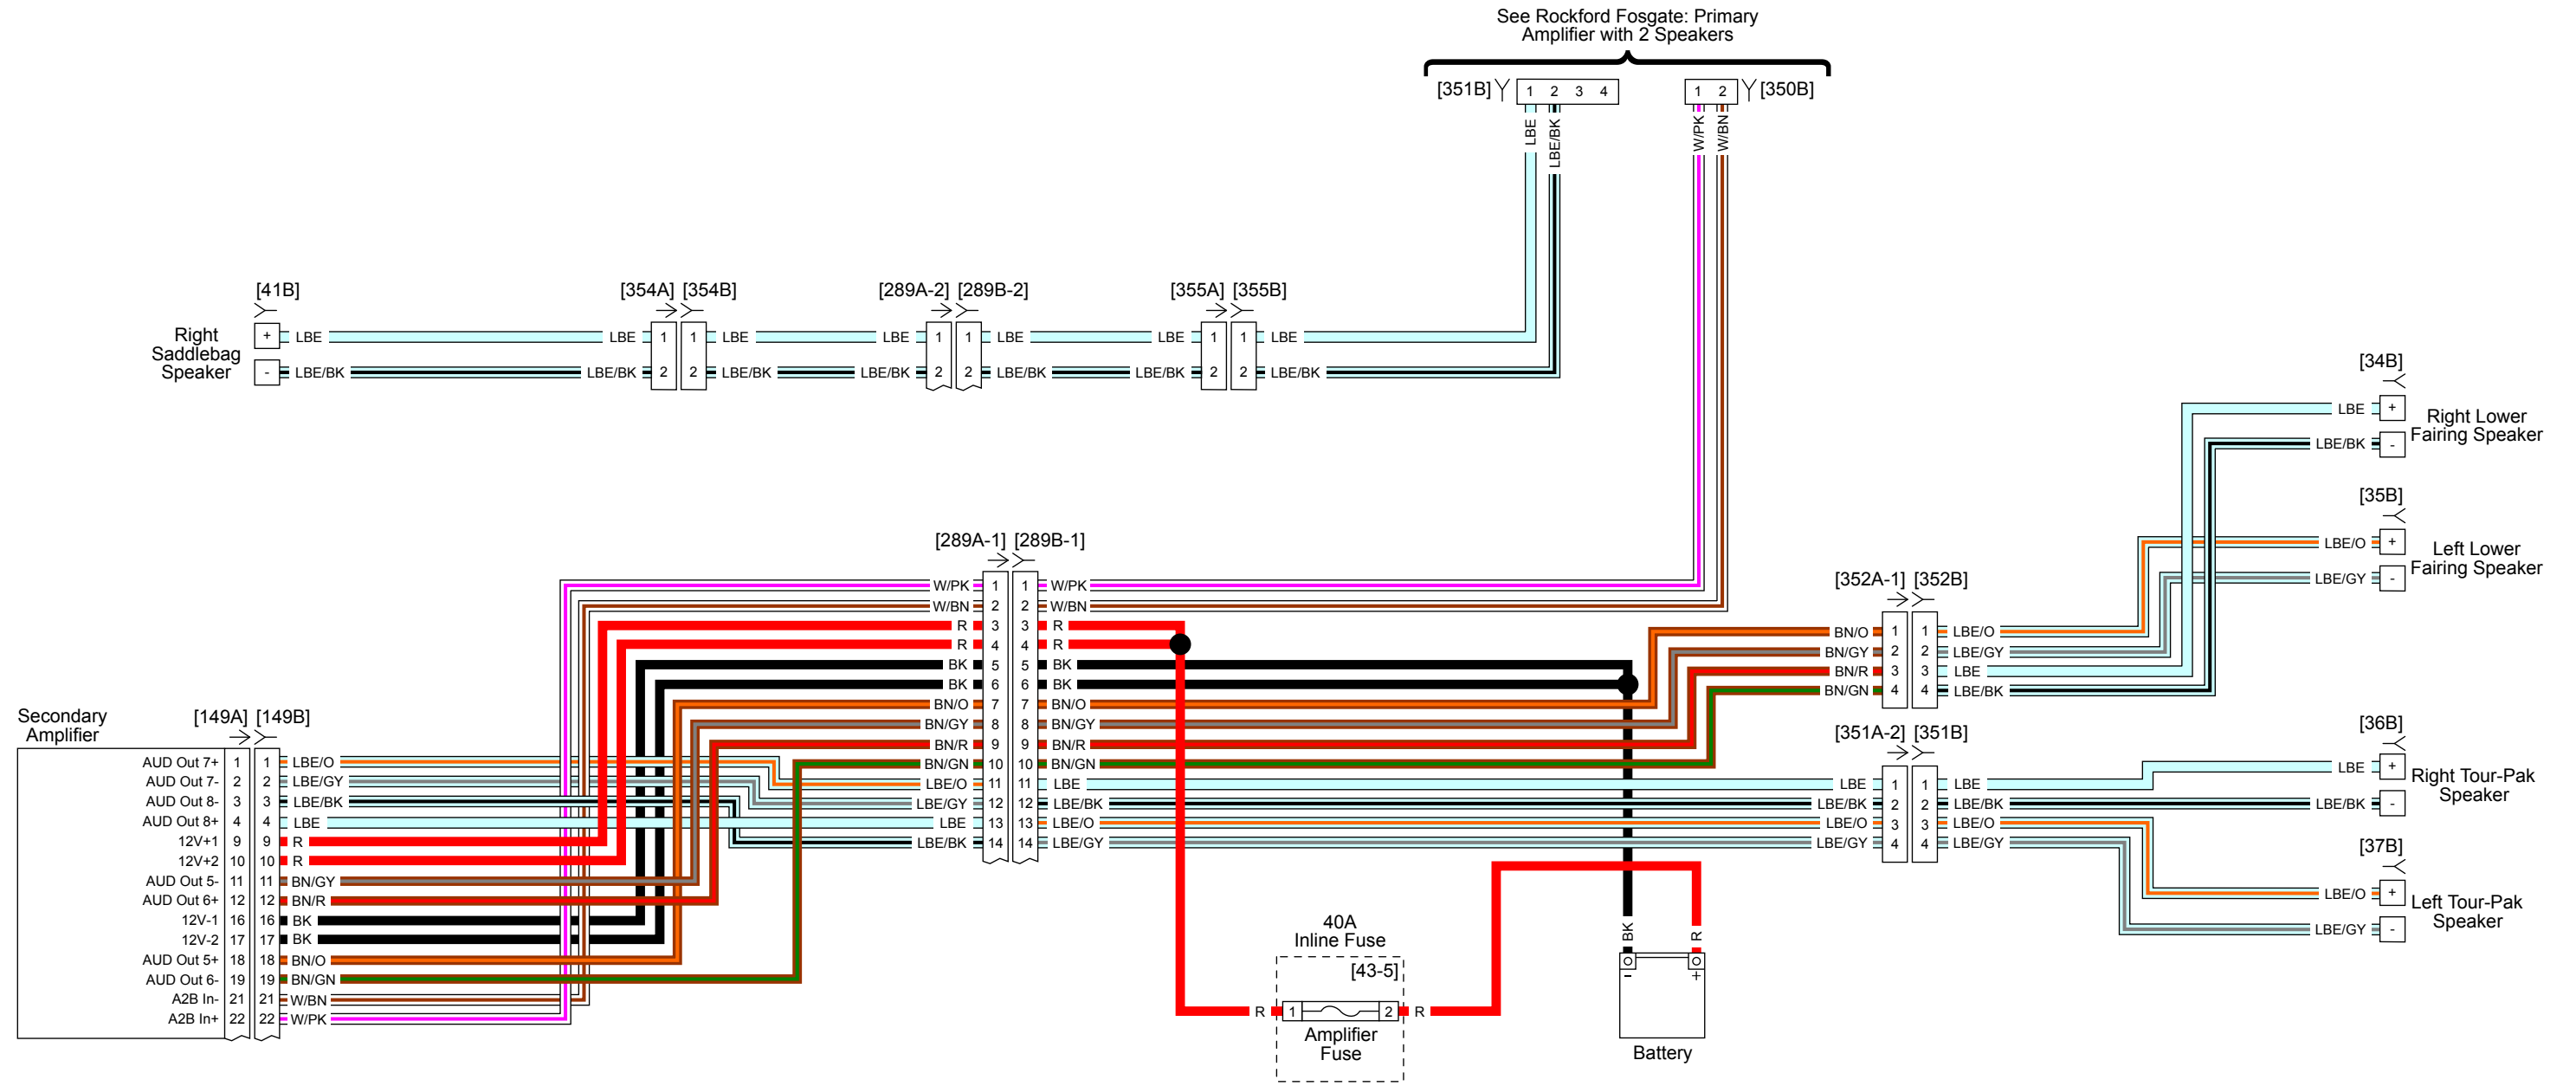 See Rockford Fosgate: Primary
Amplifier with 2 Speakers
[351B] 1 2 3 4 1 2 [350B]
LBE LBE/BK W/PK W/BN
[41B] [354A] [354B] [289A-2] [289B-2] [355A] [355B]
Right
Saddlebag
Speaker
+ LBE LBE 1 1 LBE LBE 1 1 LBE LBE 1 1 LBE
- LBE/BK LBE/BK 2 2 LBE/BK LBE/BK 2 2 LBE/BK LBE/BK 2 2 LBE/BK
[34B]
LBE +
LBE/BK -
Right Lower
Fairing Speaker
[35B]
LBE/O +
LBE/GY -
Left Lower
Fairing Speaker
[289A-1] [289B-1]
W/PK 1 1 W/PK
W/BN 2 2 W/BN
R 3 3 R
R 4 4 R
BK 5 5 BK
BK 6 6 BK
BN/O 7 7 BN/O
BN/GY 8 8 BN/GY
BN/R 9 9 BN/R
BN/GN 10 10 BN/GN
LBE/O 11 11 LBE
LBE/GY 12 12 LBE/BK
LBE 13 13 LBE/O
LBE/BK 14 14 LBE/GY
[352A-1] [352B]
BN/O 1 1 LBE/O
BN/GY 2 2 LBE/GY
BN/R 3 3 LBE
BN/GN 4 4 LBE/BK
[351A-2] [351B]
LBE 1 1 LBE
LBE/BK 2 2 LBE/BK
LBE/O 3 3 LBE/O
LBE/GY 4 4 LBE/GY
[36B]
LBE +
LBE/BK -
Right Tour-Pak
Speaker
[37B]
LBE/O +
LBE/GY -
Left Tour-Pak
Speaker
Secondary
Amplifier
[149A] [149B]
AUD Out 7+ 1 1 LBE/O
AUD Out 7- 2 2 LBE/GY
AUD Out 8- 3 3 LBE/BK
AUD Out 8+ 4 4 LBE
12V+1 9 9 R
12V+2 10 10 R
AUD Out 5- 11 11 BN/GY
AUD Out 6+ 12 12 BN/R
12V-1 16 16 BK
12V-2 17 17 BK
AUD Out 5+ 18 18 BN/O
AUD Out 6- 19 19 BN/GN
A2B In- 21 21 W/BN
A2B In+ 22 22 W/PK
40A
Inline Fuse
[43-5]
R 1 2 R
Amplifier
Fuse
BK R
- +
Battery